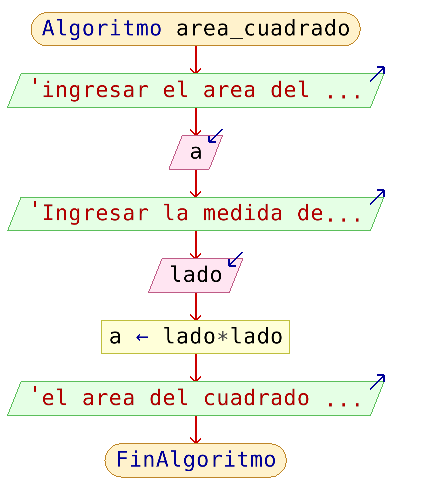 Algoritmo area_cuadrado
'ingresar el area del ...
a
'Ingresar la medida de...
lado
a ← lado*lado
'el area del cuadrado ...
FinAlgoritmo